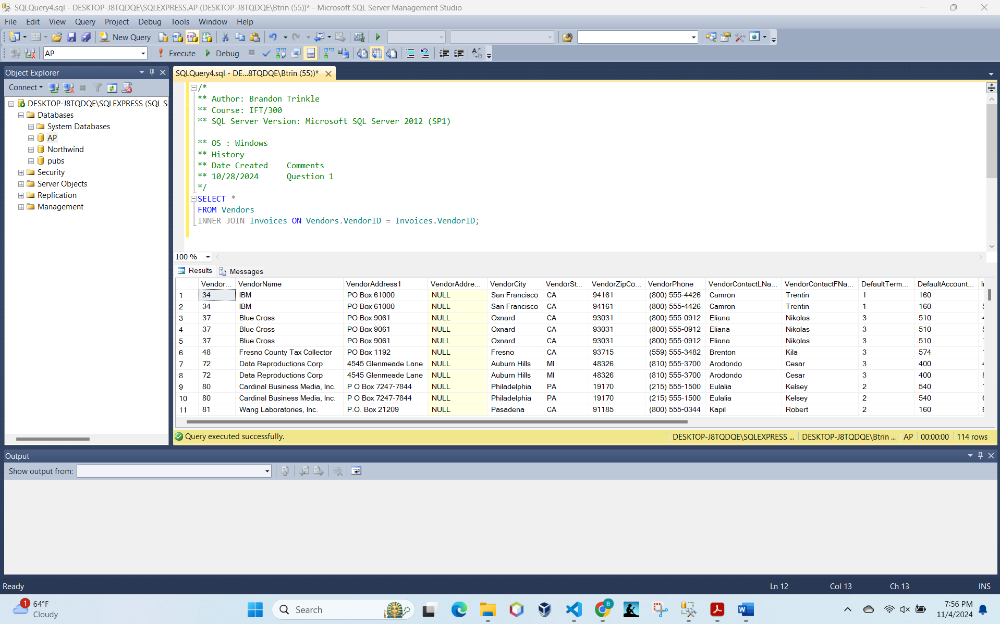 SQLQuery4.sql - DESKTOP-J8TQDQE\SQLEXPRESS.AP (DESKTOP-J8TQDQE\Btrin (55))* - Microsoft SQL Server Management Studio
File Edit View Query Project Debug Tools Window Help
New Query
AP Execute Debug
Object Explorer
Connect
DESKTOP-J8TQDQE\SQLEXPRESS (SQL S
Databases
System Databases
AP
Northwind
pubs
Security
Server Objects
Replication
Management
SQLQuery4.sql - DE...8TQDQE\Btrin (55))*
/*
** Author: Brandon Trinkle
** Course: IFT/300
** SQL Server Version: Microsoft SQL Server 2012 (SP1)
** OS : Windows
** History
** Date Created Comments
** 10/28/2024 Question 1
*/
SELECT *
FROM Vendors
INNER JOIN Invoices ON Vendors.VendorID = Invoices.VendorID;
100 %
Results Messages
Vendor... VendorName VendorAddress1 VendorAddre... VendorCity VendorSt... VendorZipCo... VendorPhone VendorContactLNa... VendorContactFNa... DefaultTerm... DefaultAccount...
1 34 IBM PO Box 61000 NULL San Francisco CA 94161 (800) 555-4426 Camron Trentin 1 160
2 34 IBM PO Box 61000 NULL San Francisco CA 94161 (800) 555-4426 Camron Trentin 1 160
3 37 Blue Cross PO Box 9061 NULL Oxnard CA 93031 (800) 555-0912 Eliana Nikolas 3 510
4 37 Blue Cross PO Box 9061 NULL Oxnard CA 93031 (800) 555-0912 Eliana Nikolas 3 510
5 37 Blue Cross PO Box 9061 NULL Oxnard CA 93031 (800) 555-0912 Eliana Nikolas 3 510
6 48 Fresno County Tax Collector PO Box 1192 NULL Fresno CA 93715 (559) 555-3482 Brenton Kila 3 574
7 72 Data Reproductions Corp 4545 Glenmeade Lane NULL Auburn Hills MI 48326 (810) 555-3700 Arodondo Cesar 3 400
8 72 Data Reproductions Corp 4545 Glenmeade Lane NULL Auburn Hills MI 48326 (810) 555-3700 Arodondo Cesar 3 400
9 80 Cardinal Business Media, Inc. P O Box 7247-7844 NULL Philadelphia PA 19170 (215) 555-1500 Eulalia Kelsey 2 540
10 80 Cardinal Business Media, Inc. P O Box 7247-7844 NULL Philadelphia PA 19170 (215) 555-1500 Eulalia Kelsey 2 540
11 81 Wang Laboratories, Inc. P.O. Box 21209 NULL Pasadena CA 91185 (800) 555-0344 Kapil Robert 2 160
Query executed successfully. DESKTOP-J8TQDQE\SQLEXPRESS ... DESKTOP-J8TQDQE\Btrin ... AP 00:00:00 114 rows
Output
Show output from:
Ready Ln 12 Col 13 Ch 13 INS
1 64°F
Cloudy
Search
B
7:56 PM
11/4/2024